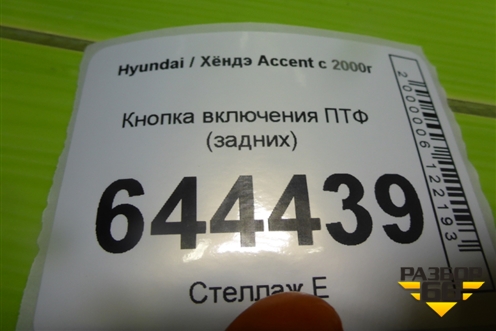 Hyundai / Хёндэ Accent с 2000г
Кнопка включения ПТФ
(задних)
644439
Стеллаж Е
2000006122193
РАЗБОР
66